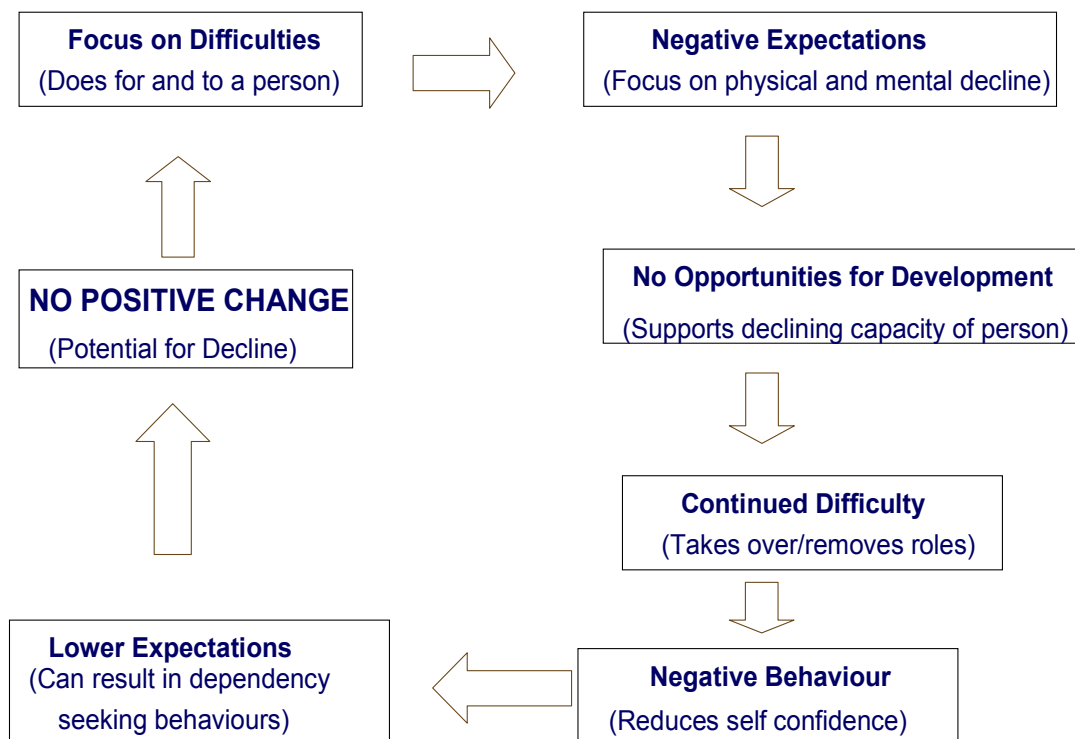 Focus on Difficulties
(Does for and to a person)
Negative Expectations
(Focus on physical and mental decline)
No Opportunities for Development
(Supports declining capacity of person)
Continued Difficulty
(Takes over/removes roles)
Negative Behaviour
(Reduces self confidence)
Lower Expectations
(Can result in dependency
seeking behaviours)
NO POSITIVE CHANGE
(Potential for Decline)